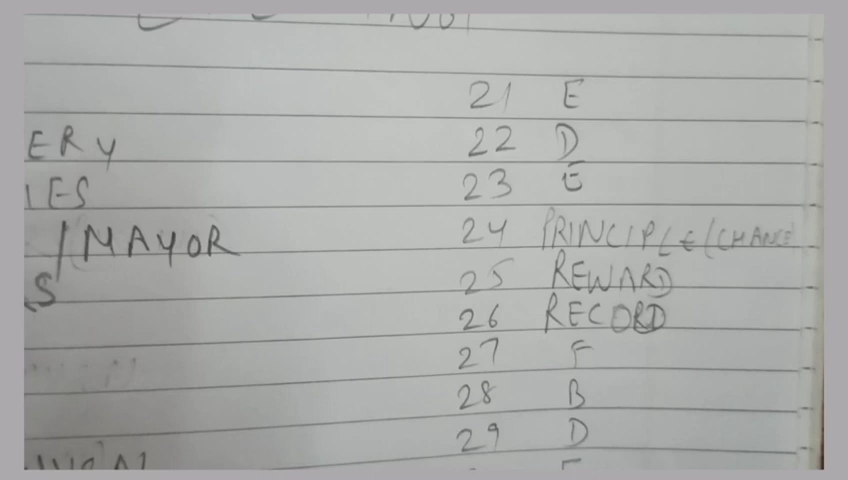 21 E
ERY 22 D
IES 23 E
/MAYOR 24 PRINCIPLE/CHANCE
S 25 REWARD
26 RECORD
27 F
28 B
29 D